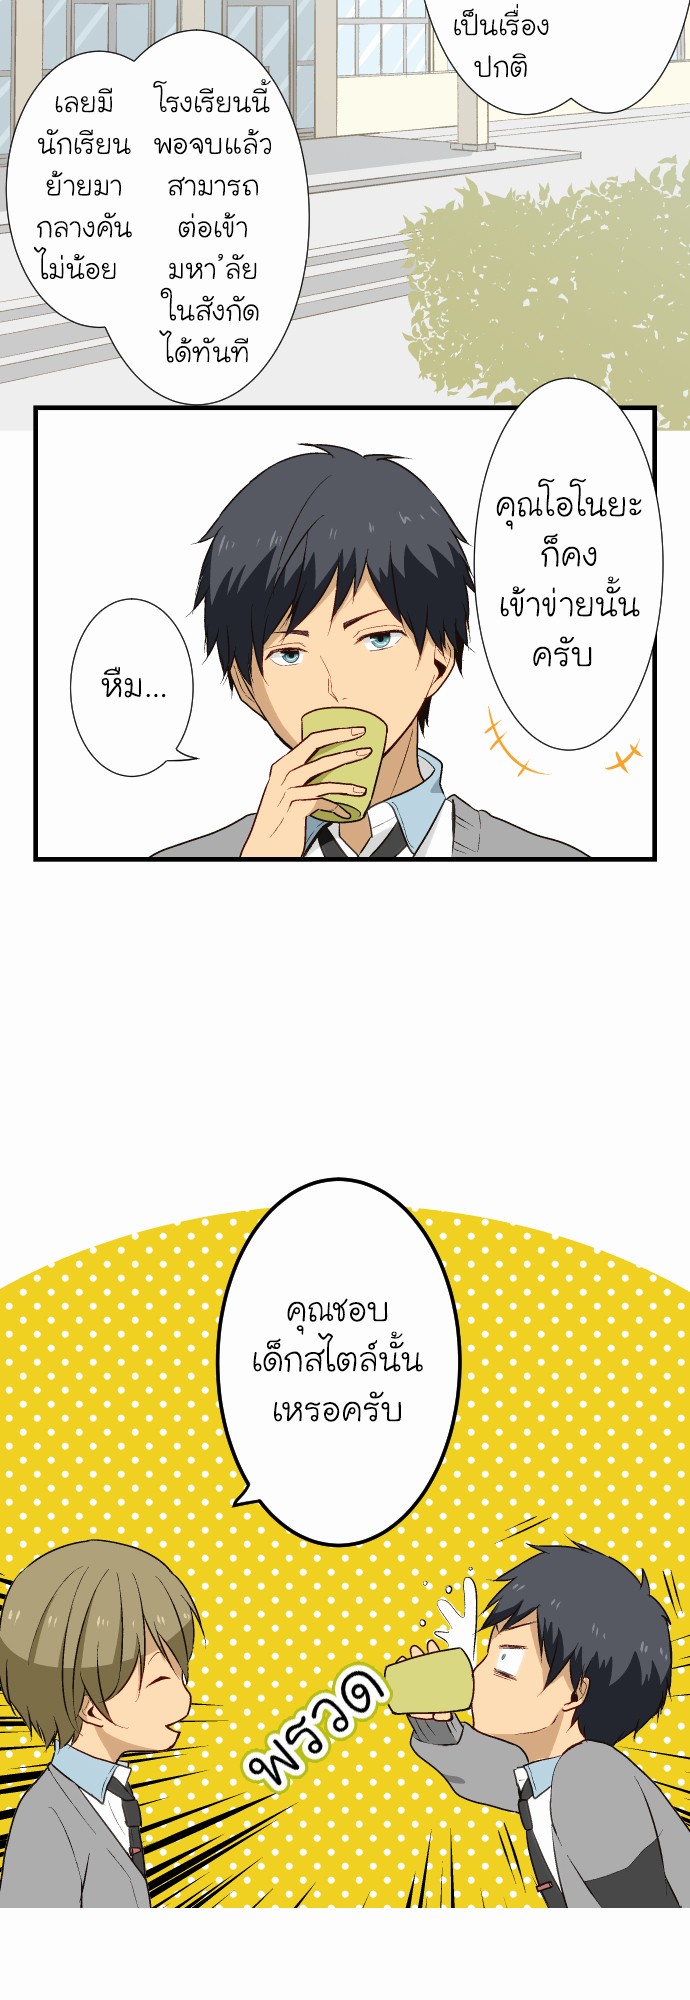 เป็นเรื่อง
ปกติ
โรงเรียนนี้
พอจบแล้ว
สามารถ
ต่อเข้า
มหา'ลัย
ในสังกัด
ได้ทันที
เลยมี
นักเรียน
ย้ายมา
กลางคัน
ไม่น้อย
คุณโอโนยะ
ก็คง
เข้าข่ายนั้น
ครับ
หืม...
คุณชอบ
เด็กสไตล์นั้น
เหรอครับ
พรวด